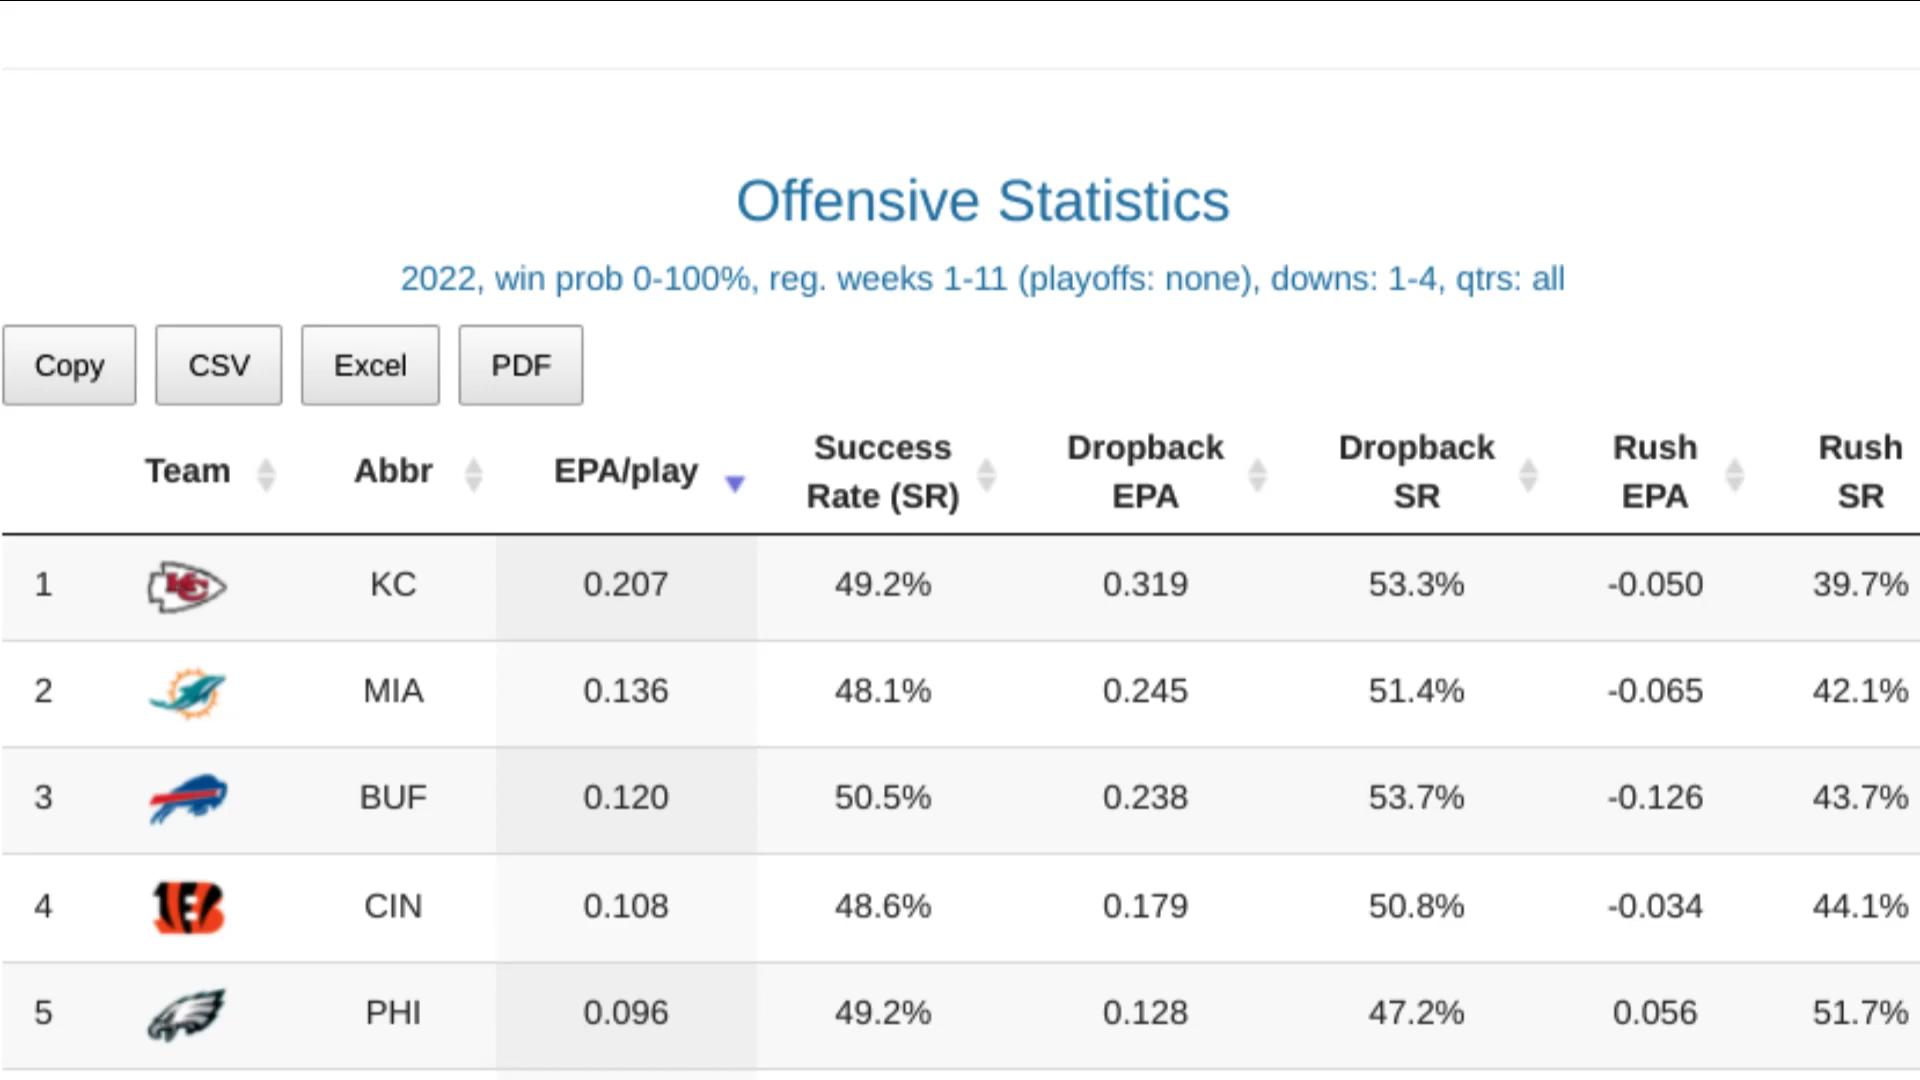 Offensive Statistics
2022, win prob 0-100%, reg. weeks 1-11 (playoffs: none), downs: 1-4, qtrs: all
Copy CSV Excel PDF
Team Abbr EPA/play Success Rate (SR) Dropback EPA Dropback SR Rush EPA Rush SR
1 KC KC 0.207 49.2% 0.319 53.3% -0.050 39.7%
2 MIA 0.136 48.1% 0.245 51.4% -0.065 42.1%
3 BUF 0.120 50.5% 0.238 53.7% -0.126 43.7%
4 CIN 0.108 48.6% 0.179 50.8% -0.034 44.1%
5 PHI 0.096 49.2% 0.128 47.2% 0.056 51.7%